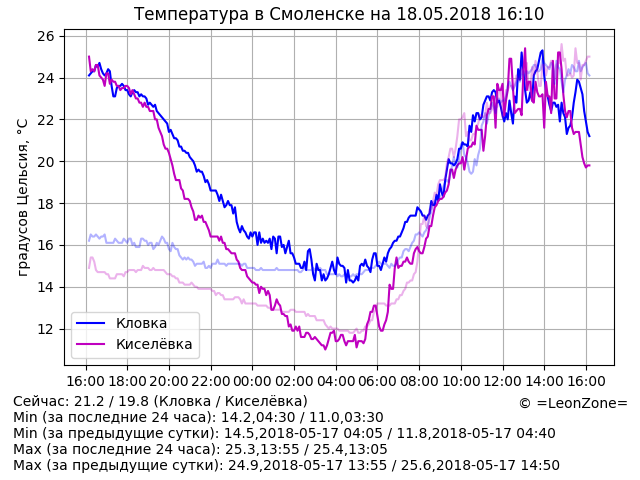 Температура в Смоленске на 18.05.2018 16:10
градусов Цельсия, °C
26
24
22
20
18
16
14
12
Кловка
Киселёвка
16:00 18:00 20:00 22:00 00:00 02:00 04:00 06:00 08:00 10:00 12:00 14:00 16:00
Сейчас: 21.2 / 19.8 (Кловка / Киселёвка)
© =LeonZone=
Min (за последние 24 часа): 14.2,04:30 / 11.0,03:30
Min (за предыдущие сутки): 14.5,2018-05-17 04:05 / 11.8,2018-05-17 04:40
Max (за последние 24 часа): 25.3,13:55 / 25.4,13:05
Max (за предыдущие сутки): 24.9,2018-05-17 13:55 / 25.6,2018-05-17 14:50